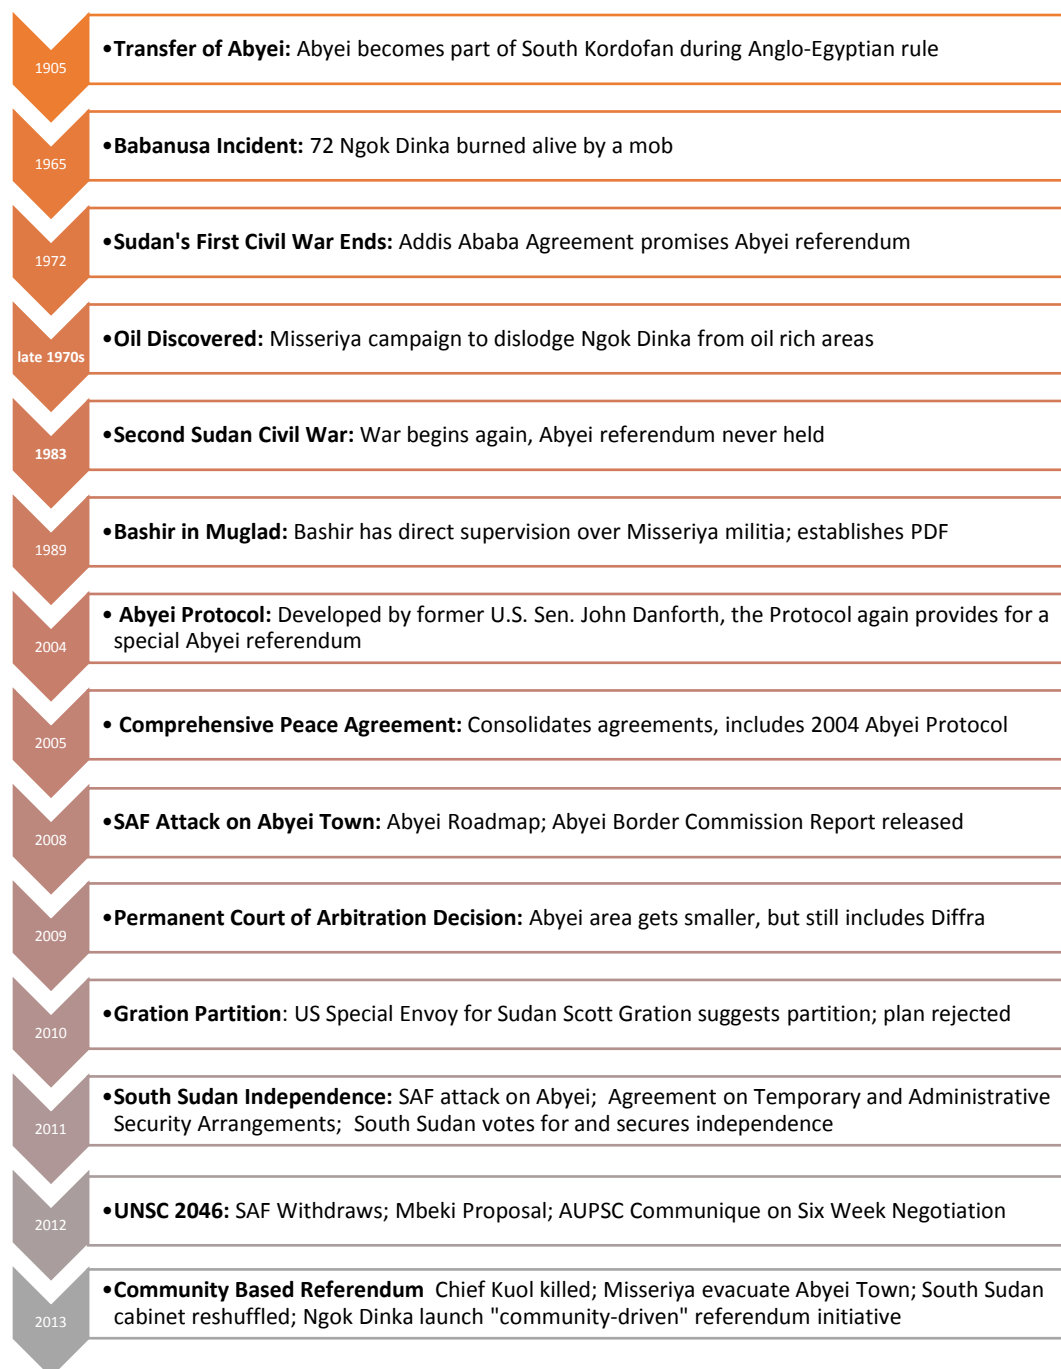 1905
•Transfer of Abyei: Abyei becomes part of South Kordofan during Anglo-Egyptian rule
1965
•Babanusa Incident: 72 Ngok Dinka burned alive by a mob
1972
•Sudan's First Civil War Ends: Addis Ababa Agreement promises Abyei referendum
late 1970s
•Oil Discovered: Misseriya campaign to dislodge Ngok Dinka from oil rich areas
1983
•Second Sudan Civil War: War begins again, Abyei referendum never held
1989
•Bashir in Muglad: Bashir has direct supervision over Misseriya militia; establishes PDF
2004
• Abyei Protocol: Developed by former U.S. Sen. John Danforth, the Protocol again provides for a
special Abyei referendum
2005
• Comprehensive Peace Agreement: Consolidates agreements, includes 2004 Abyei Protocol
2008
•SAF Attack on Abyei Town: Abyei Roadmap; Abyei Border Commission Report released
2009
•Permanent Court of Arbitration Decision: Abyei area gets smaller, but still includes Diffra
2010
•Gration Partition: US Special Envoy for Sudan Scott Gration suggests partition; plan rejected
2011
•South Sudan Independence: SAF attack on Abyei; Agreement on Temporary and Administrative
Security Arrangements; South Sudan votes for and secures independence
2012
•UNSC 2046: SAF Withdraws; Mbeki Proposal; AUPSC Communique on Six Week Negotiation
2013
•Community Based Referendum Chief Kuol killed; Misseriya evacuate Abyei Town; South Sudan
cabinet reshuffled; Ngok Dinka launch "community-driven" referendum initiative